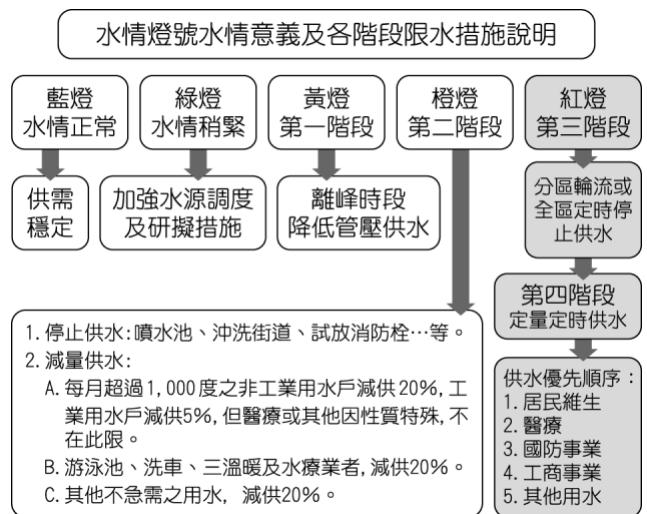 水情燈號水情意義及各階段限水措施說明
藍燈
水情正常
綠燈
水情稍緊
黃燈
第一階段
橙燈
第二階段
紅燈
第三階段
供需
穩定
加強水源調度
及研擬措施
離峰時段
降低管壓供水
分區輪流或
全區定時停
止供水
第四階段
定量定時供水
1. 停止供水:噴水池、沖洗街道、試放消防栓…等。
2. 減量供水:
A. 每月超過1,000度之非工業用水戶減供20%,工
業用水戶減供5%,但醫療或其他因性質特殊,不
在此限。
B. 游泳池、洗車、三溫暖及水療業者,減供20%。
C. 其他不急需之用水, 減供20%。
供水優先順序:
1. 居民維生
2. 醫療
3. 國防事業
4. 工商事業
5. 其他用水